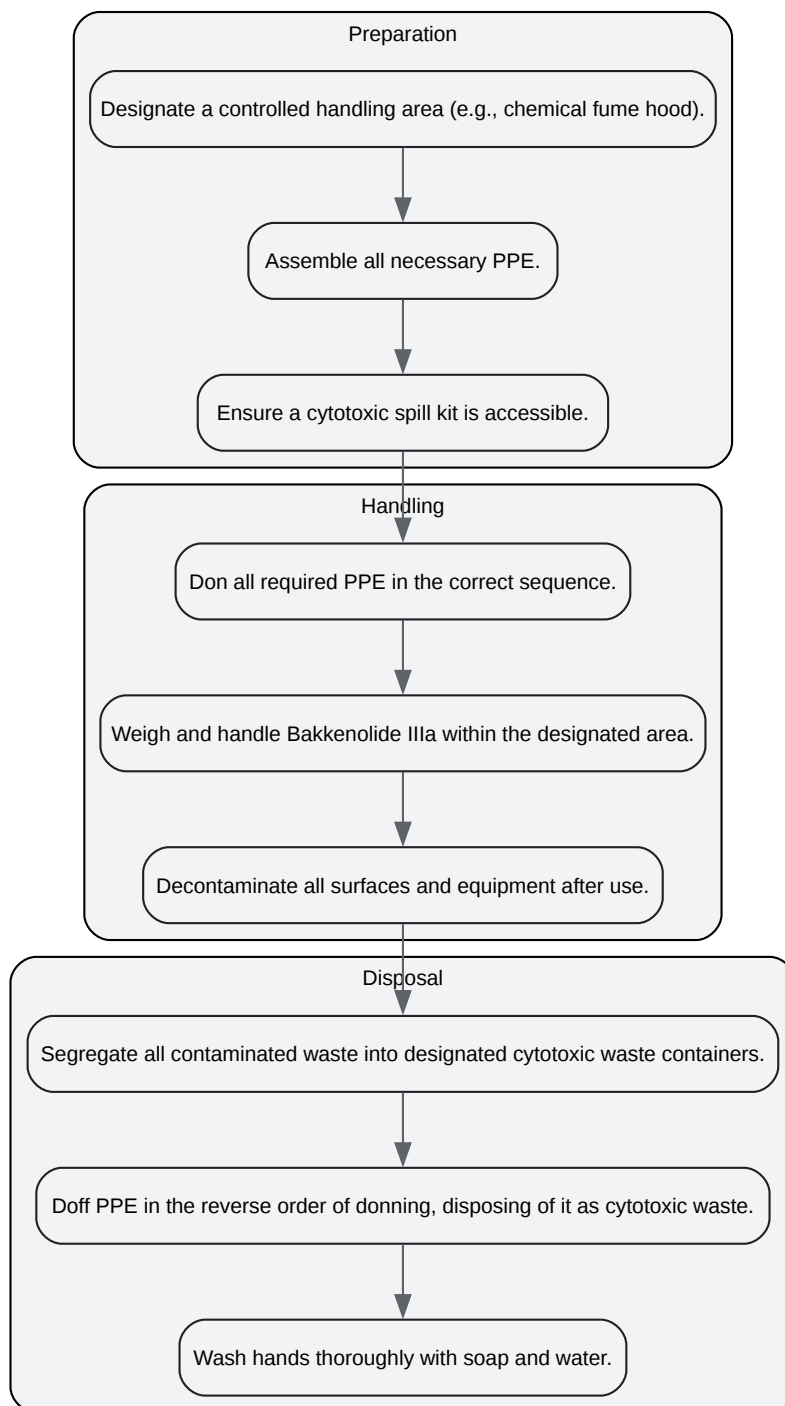 Preparation
Designate a controlled handling area (e.g., chemical fume hood).
Assemble all necessary PPE.
Ensure a cytotoxic spill kit is accessible.
Handling
Don all required PPE in the correct sequence.
Weigh and handle Bakkenolide IIIa within the designated area.
Decontaminate all surfaces and equipment after use.
Disposal
Segregate all contaminated waste into designated cytotoxic waste containers.
Doff PPE in the reverse order of donning, disposing of it as cytotoxic waste.
Wash hands thoroughly with soap and water.